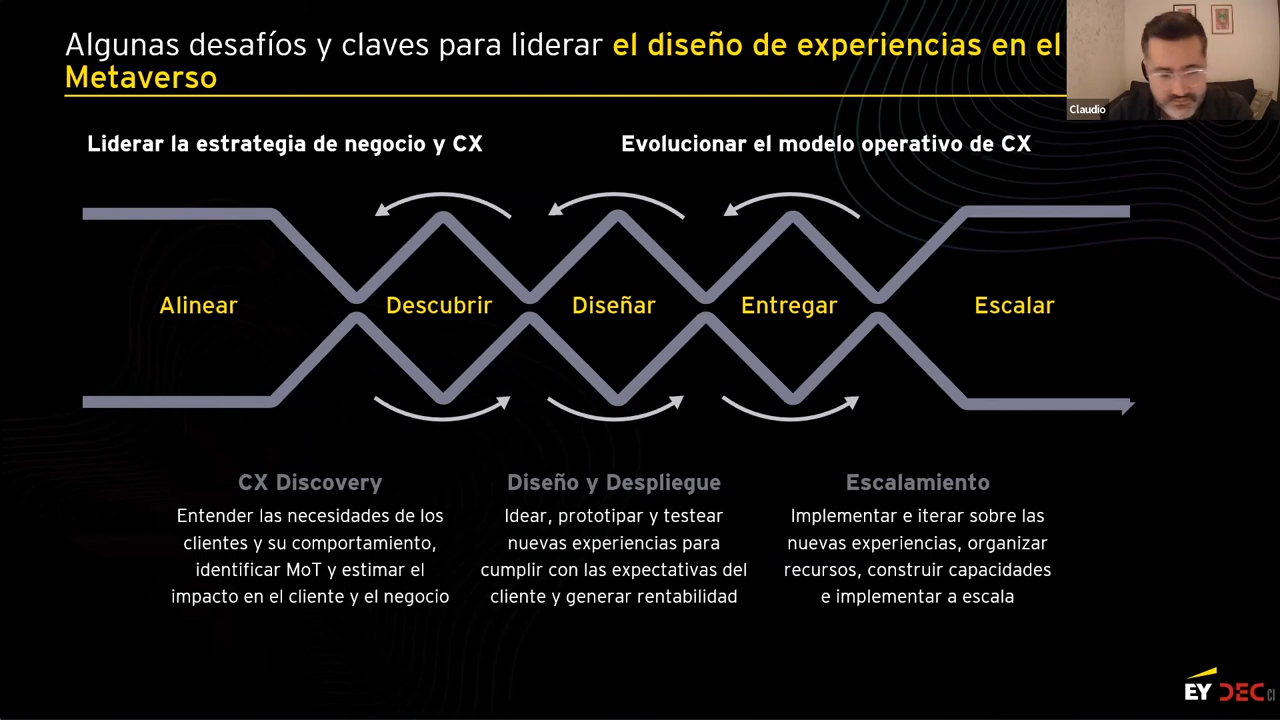 Algunas desafíos y claves para liderar el diseño de experiencias en el
Metaverso
Claudio
Liderar la estrategia de negocio y CX
Evolucionar el modelo operativo de CX
Alinear
Descubrir
Diseñar
Entregar
Escalar
CX Discovery
Entender las necesidades de los
clientes y su comportamiento,
identificar MoT y estimar el
impacto en el cliente y el negocio
Diseño y Despliegue
Idear, prototipar y testear
nuevas experiencias para
cumplir con las expectativas del
cliente y generar rentabilidad
Escalamiento
Implementar e iterar sobre las
nuevas experiencias, organizar
recursos, construir capacidades
e implementar a escala
EY DEC